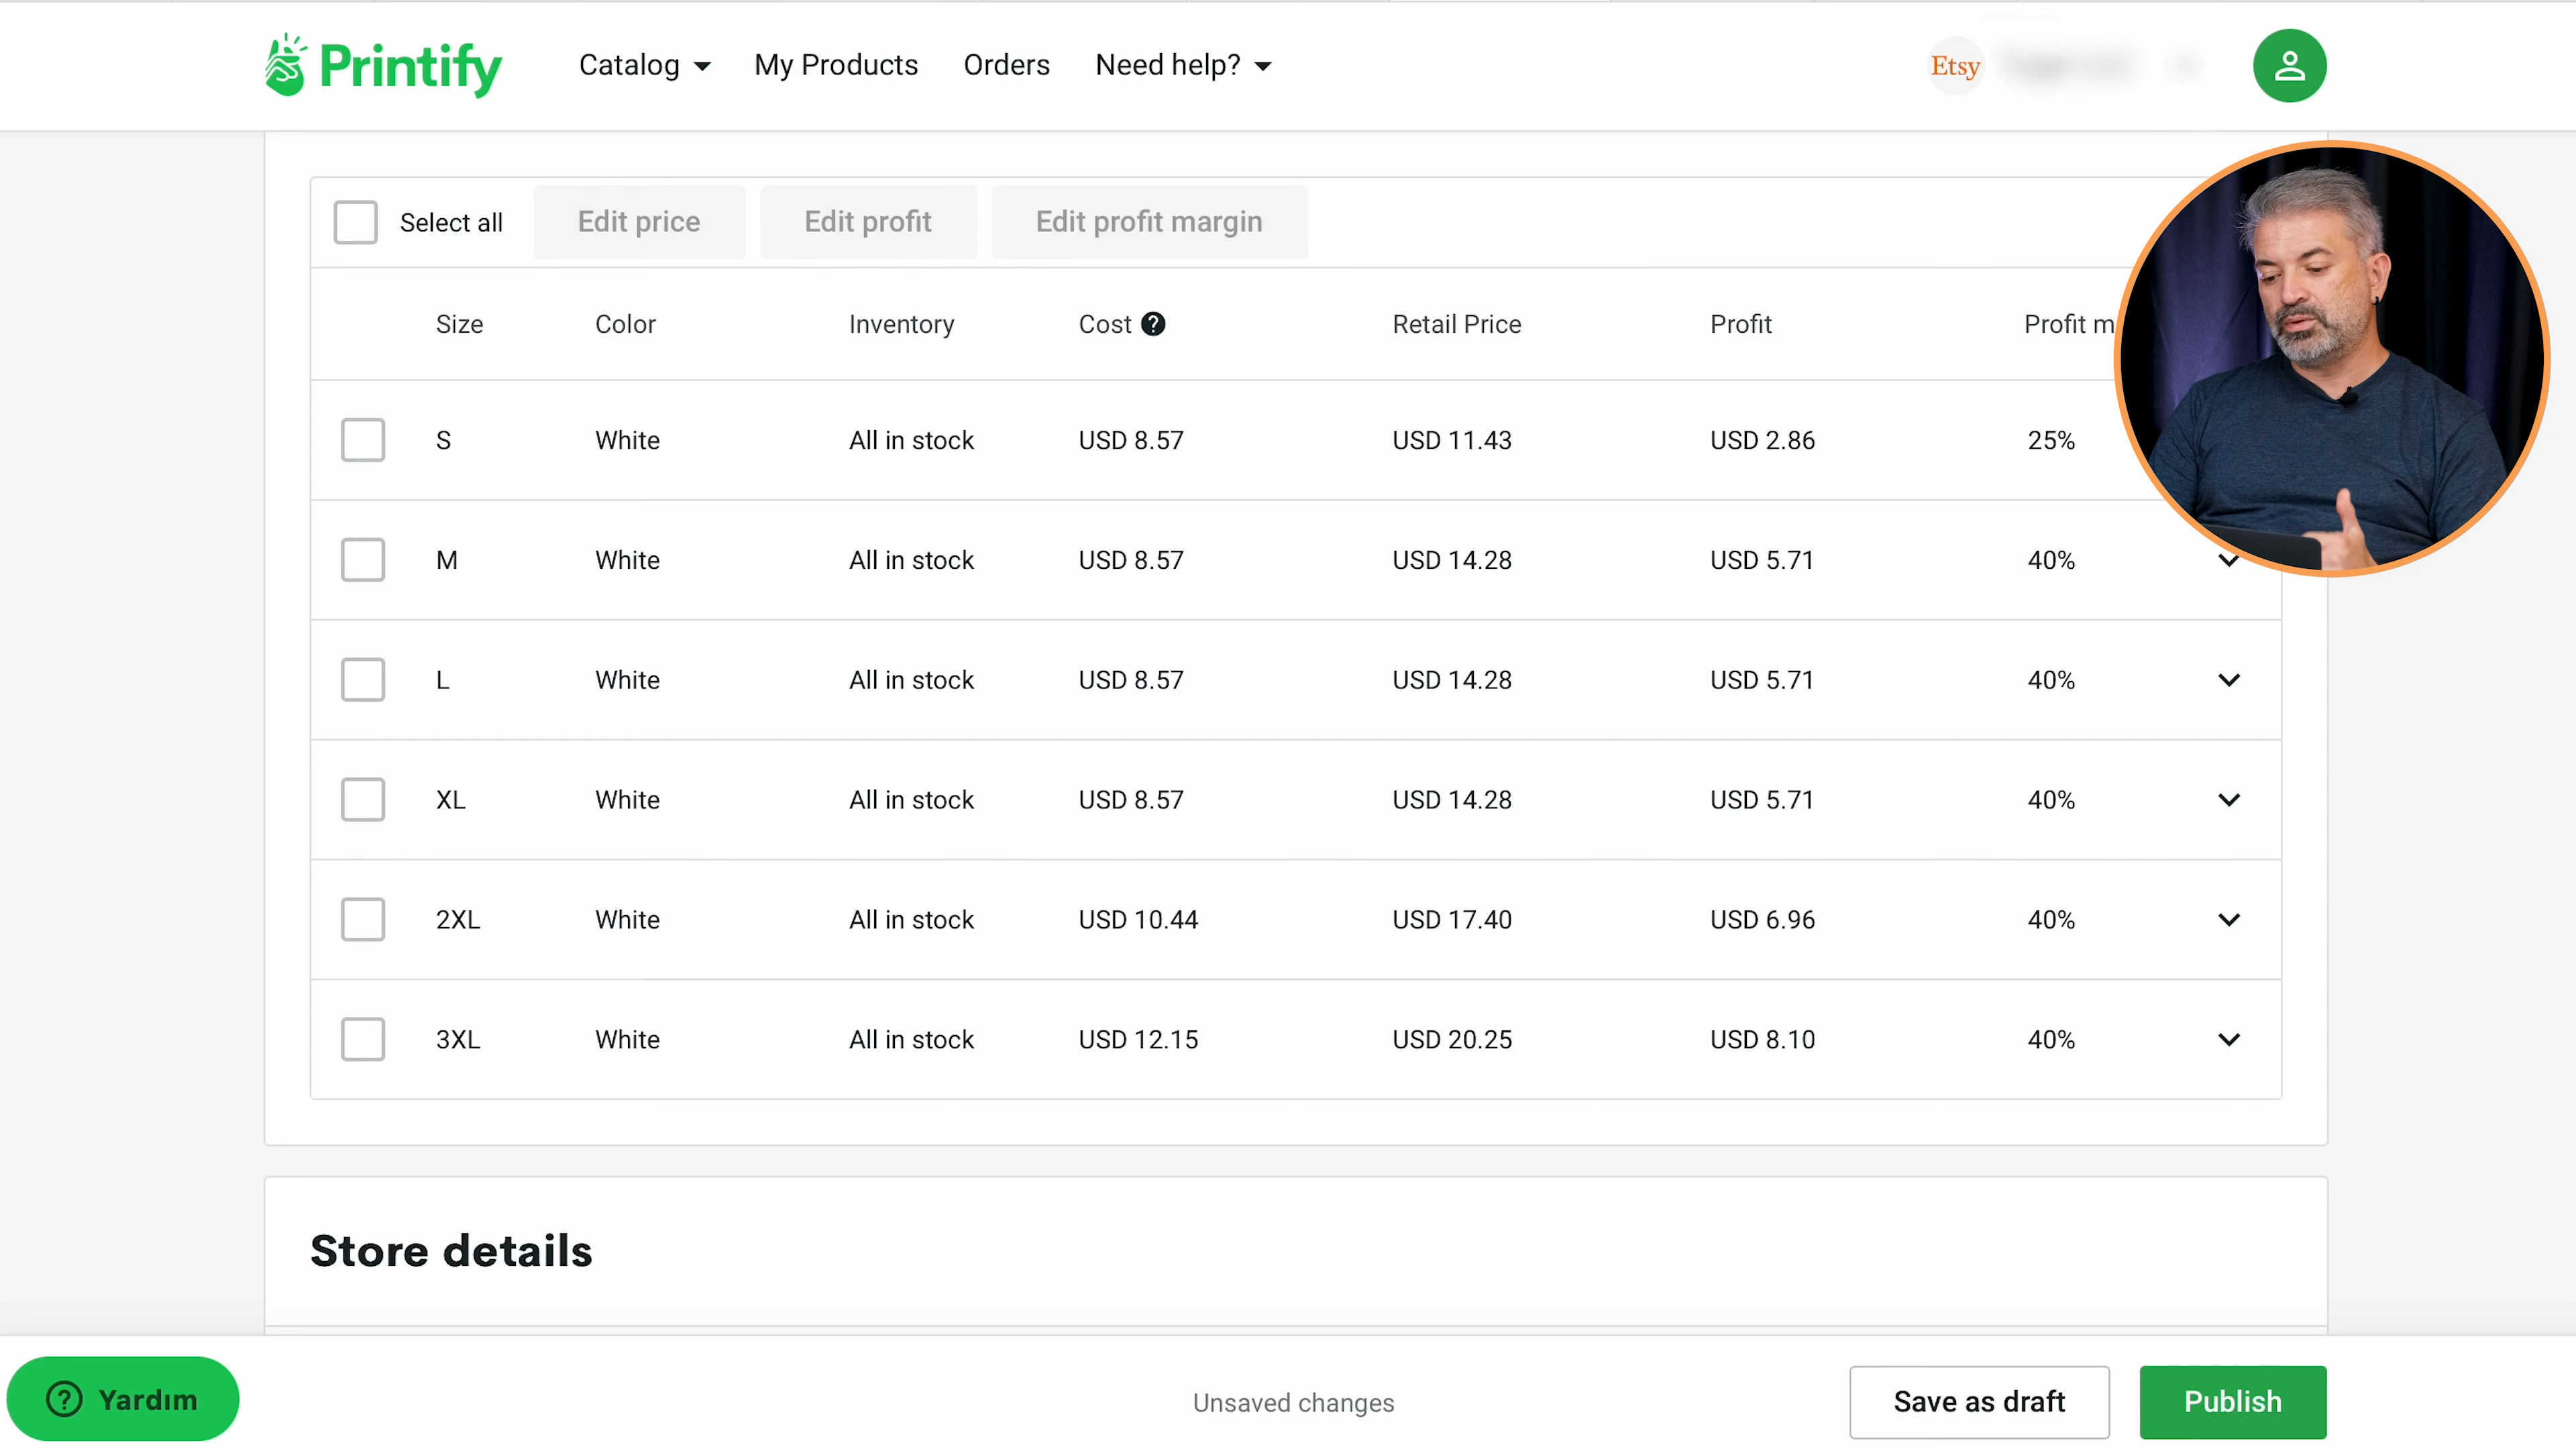 Printify Catalog My Products Orders Need help? Etsy
Select all Edit price Edit profit Edit profit margin
Size Color Inventory Cost ? Retail Price Profit Profit m
S White All in stock USD 8.57 USD 11.43 USD 2.86 25%
M White All in stock USD 8.57 USD 14.28 USD 5.71 40%
L White All in stock USD 8.57 USD 14.28 USD 5.71 40%
XL White All in stock USD 8.57 USD 14.28 USD 5.71 40%
2XL White All in stock USD 10.44 USD 17.40 USD 6.96 40%
3XL White All in stock USD 12.15 USD 20.25 USD 8.10 40%
Store details
? Yardım Unsaved changes Save as draft Publish